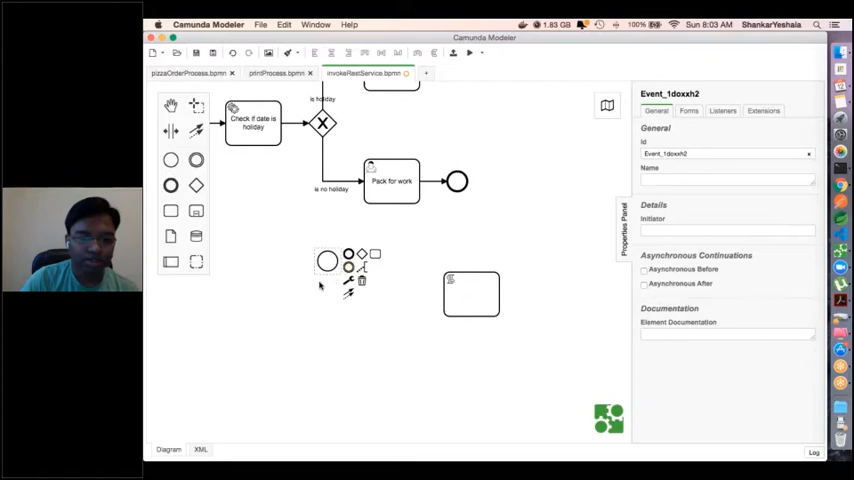 Camunda Modeler File Edit Window Help
1.83 GB 100% Sun 8:03 AM ShankarYeshala
Camunda Modeler
pizzaOrderProcess.bpmn printProcess.bpmn invokeRestService.bpmn
is holiday
Check if date is
holiday
X
is no holiday
Pack for work
Event_1doxxh2
General Forms Listeners Extensions
General
Id
Event_1doxxh2
Name
Details
Initiator
Asynchronous Continuations
Asynchronous Before
Asynchronous After
Documentation
Element Documentation
Properties Panel
Diagram XML
Log